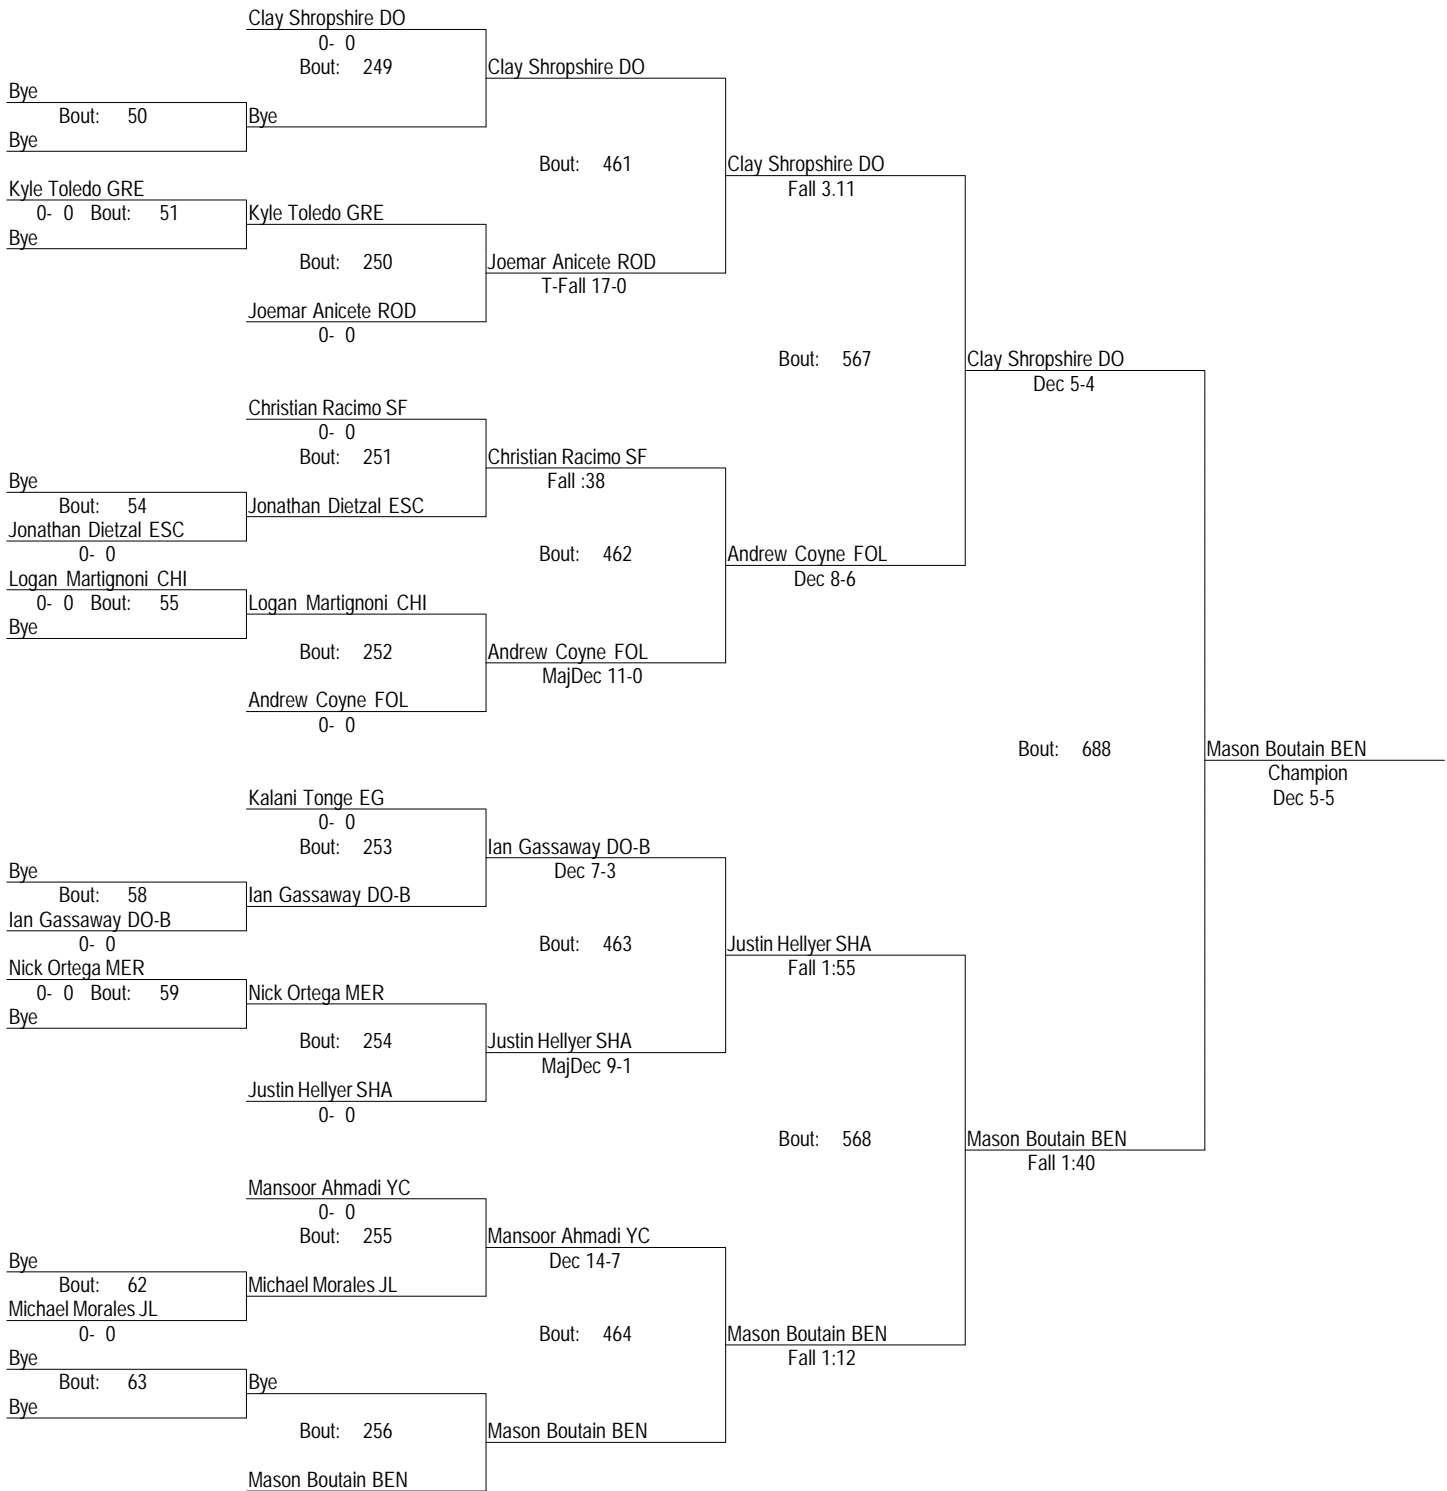 Clay Shropshire DO
0- 0
Bout: 249
Clay Shropshire DO
Bye
Bout: 50
Bye
Bye
Bout: 461
Clay Shropshire DO
Fall 3.11
Kyle Toledo GRE
0- 0 Bout: 51
Kyle Toledo GRE
Bye
Bout: 250
Joemar Anicete ROD
T-Fall 17-0
Joemar Anicete ROD
0- 0
Bout: 567
Clay Shropshire DO
Dec 5-4
Christian Racimo SF
0- 0
Bout: 251
Christian Racimo SF
Fall :38
Bye
Bout: 54
Jonathan Dietzal ESC
Jonathan Dietzal ESC
0- 0
Bout: 462
Andrew Coyne FOL
Dec 8-6
Logan Martignoni CHI
0- 0 Bout: 55
Logan Martignoni CHI
Bye
Bout: 252
Andrew Coyne FOL
MajDec 11-0
Andrew Coyne FOL
0- 0
Bout: 688
Mason Boutain BEN
Champion
Dec 5-5
Kalani Tonge EG
0- 0
Bout: 253
Ian Gassaway DO-B
Dec 7-3
Bye
Bout: 58
Ian Gassaway DO-B
Ian Gassaway DO-B
0- 0
Bout: 463
Justin Hellyer SHA
Fall 1:55
Nick Ortega MER
0- 0 Bout: 59
Nick Ortega MER
Bye
Bout: 254
Justin Hellyer SHA
MajDec 9-1
Justin Hellyer SHA
0- 0
Bout: 568
Mason Boutain BEN
Fall 1:40
Mansoor Ahmadi YC
0- 0
Bout: 255
Mansoor Ahmadi YC
Dec 14-7
Bye
Bout: 62
Michael Morales JL
Michael Morales JL
0- 0
Bout: 464
Mason Boutain BEN
Fall 1:12
Bye
Bout: 63
Bye
Bye
Bout: 256
Mason Boutain BEN
Mason Boutain BEN